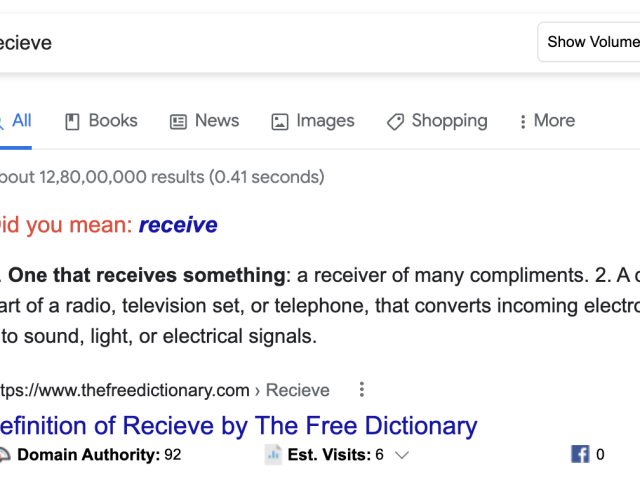 ecieve
Show Volume
All Books News Images Shopping More
bout 12,80,00,000 results (0.41 seconds)
id you mean: receive
. One that receives something: a receiver of many compliments. 2. A
art of a radio, television set, or telephone, that converts incoming electro
to sound, light, or electrical signals.
tps://www.thefreedictionary.com › Recieve
efinition of Recieve by The Free Dictionary
Domain Authority: 92 Est. Visits: 6 0